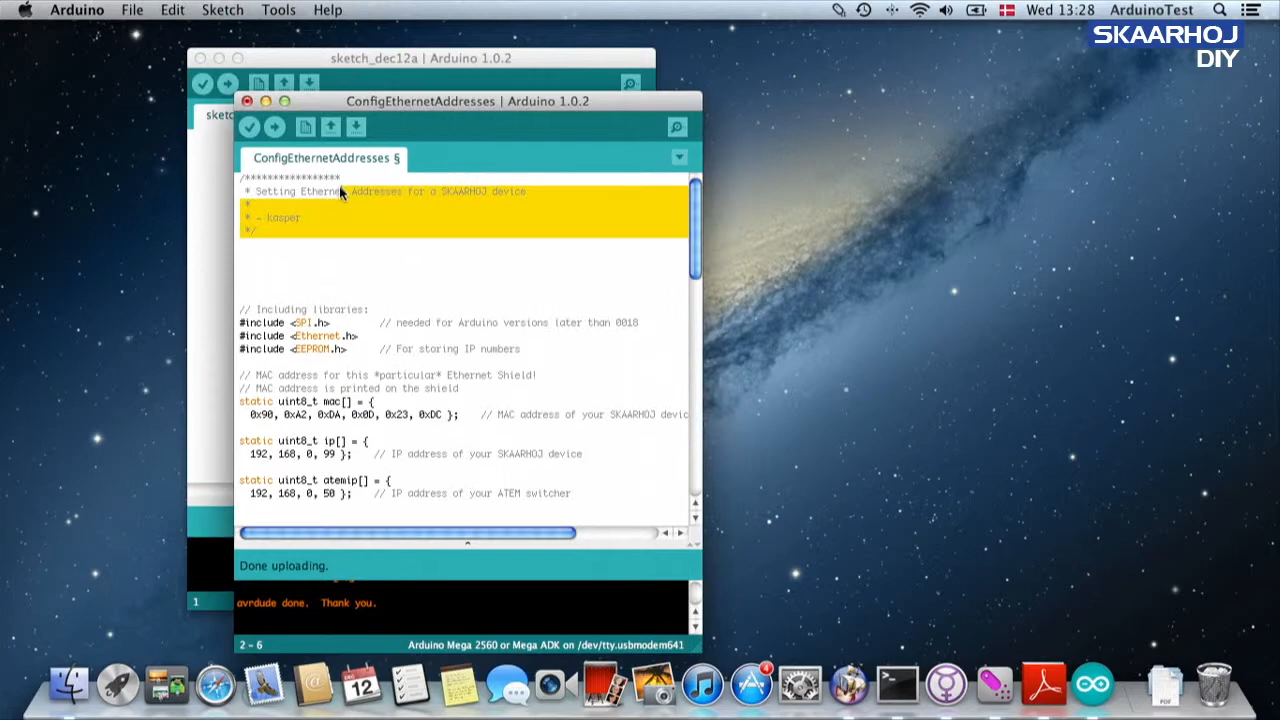 Arduino File Edit Sketch Tools Help Wed 13:28 ArduinoTest
SKAARHOJ
DIY
sketch_dec12a | Arduino 1.0.2
ConfigEthernetAddresses | Arduino 1.0.2
sketc
ConfigEthernetAddresses §
/*****************
* Setting Ethernet Addresses for a SKAARHOJ device
*
* - kasper
*/
// Including libraries:
#include <SPI.h> // needed for Arduino versions later than 0018
#include <Ethernet.h>
#include <EEPROM.h> // For storing IP numbers
// MAC address for this *particular* Ethernet Shield!
// MAC address is printed on the shield
static uint8_t mac[] = {
0x90, 0xA2, 0xDA, 0x0D, 0x23, 0xDC }; // MAC address of your SKAARHOJ devic
static uint8_t ip[] = {
192, 168, 0, 99 }; // IP address of your SKAARHOJ device
static uint8_t atemip[] = {
192, 168, 0, 50 }; // IP address of your ATEM switcher
Done uploading.
avrdude done. Thank you.
1
2 - 6 Arduino Mega 2560 or Mega ADK on /dev/tty.usbmodem641
DEC
12
4
PDF